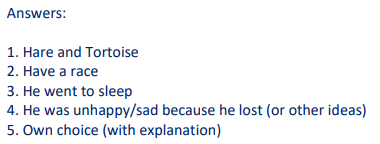 Answers:
1. Hare and Tortoise
2. Have a race
3. He went to sleep
4. He was unhappy/sad because he lost (or other ideas)
5. Own choice (with explanation)